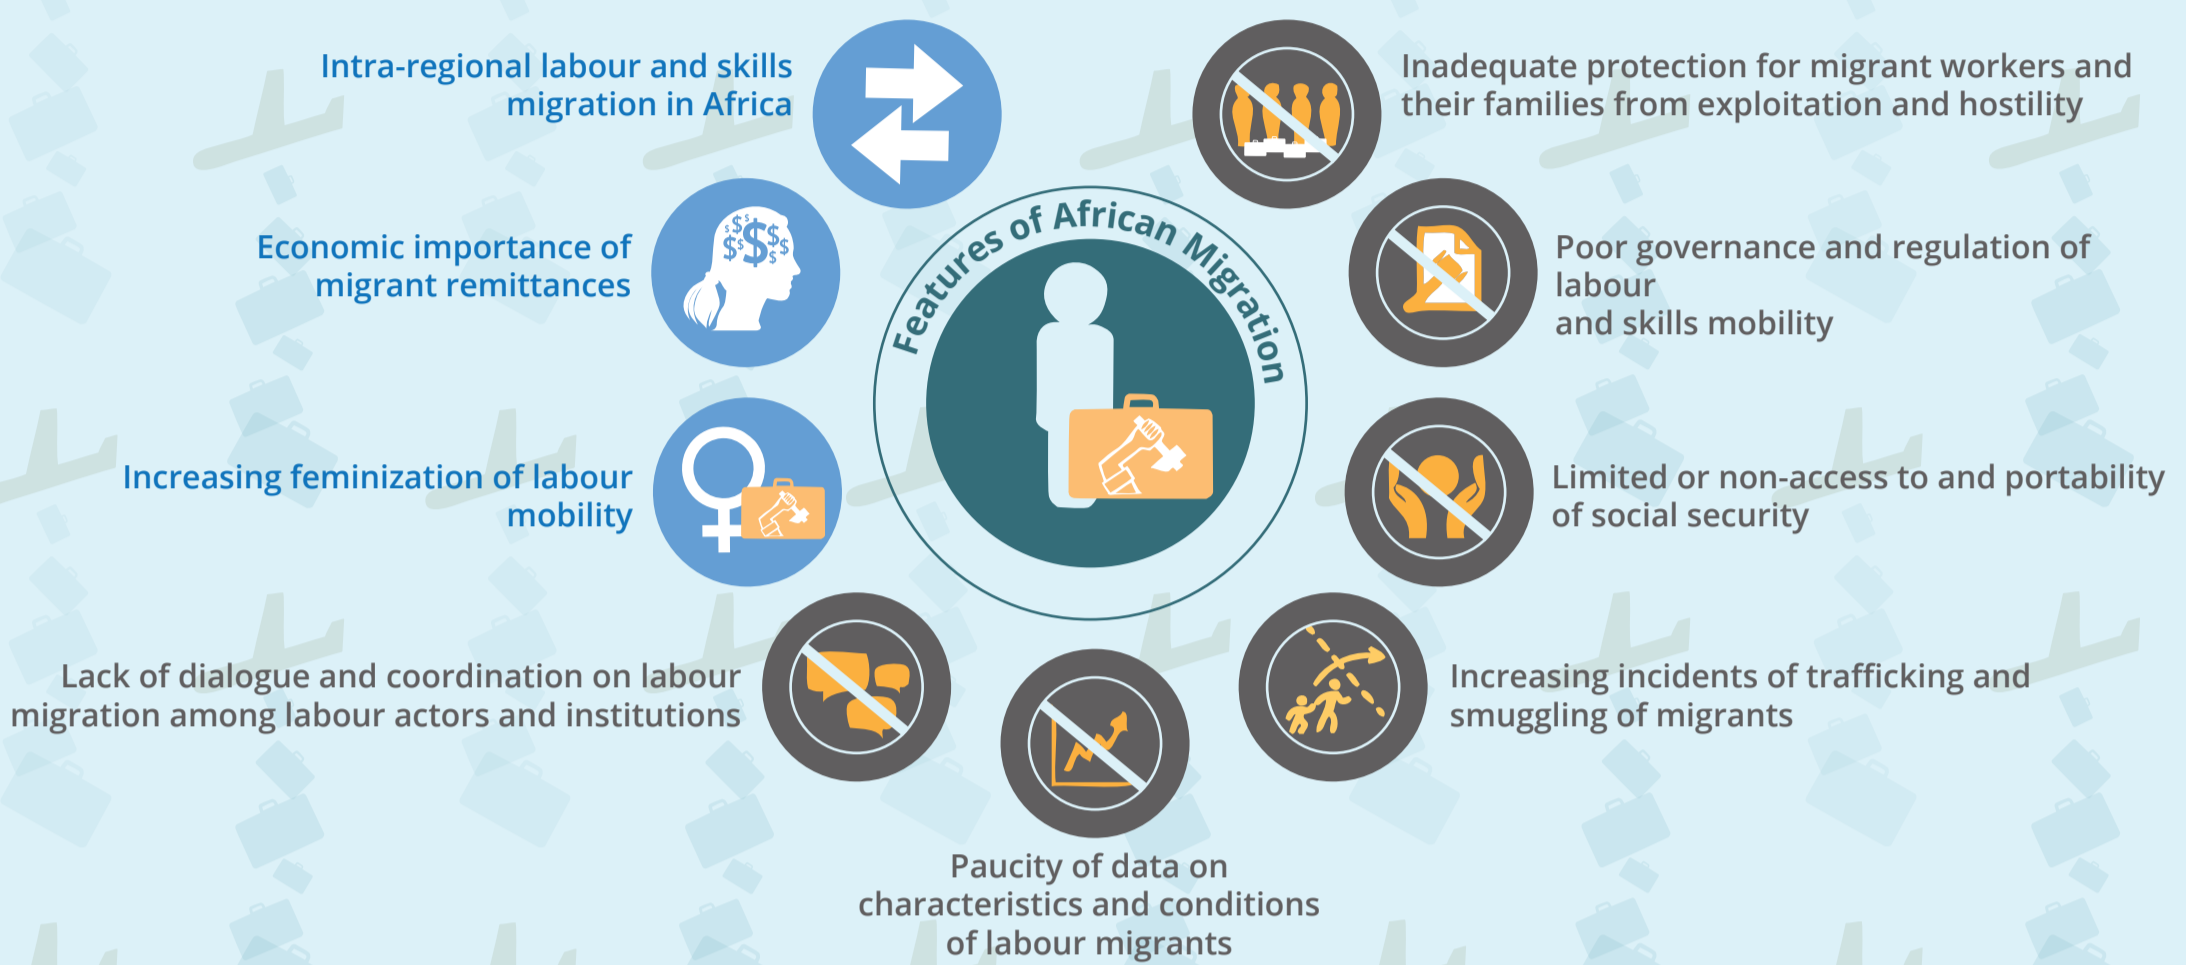 Features of African Migration
Intra-regional labour and skills
migration in Africa
Economic importance of
migrant remittances
Increasing feminization of labour
mobility
Lack of dialogue and coordination on labour
migration among labour actors and institutions
Paucity of data on
characteristics and conditions
of labour migrants
Increasing incidents of trafficking and
smuggling of migrants
Limited or non-access to and portability
of social security
Poor governance and regulation of
labour
and skills mobility
Inadequate protection for migrant workers and
their families from exploitation and hostility